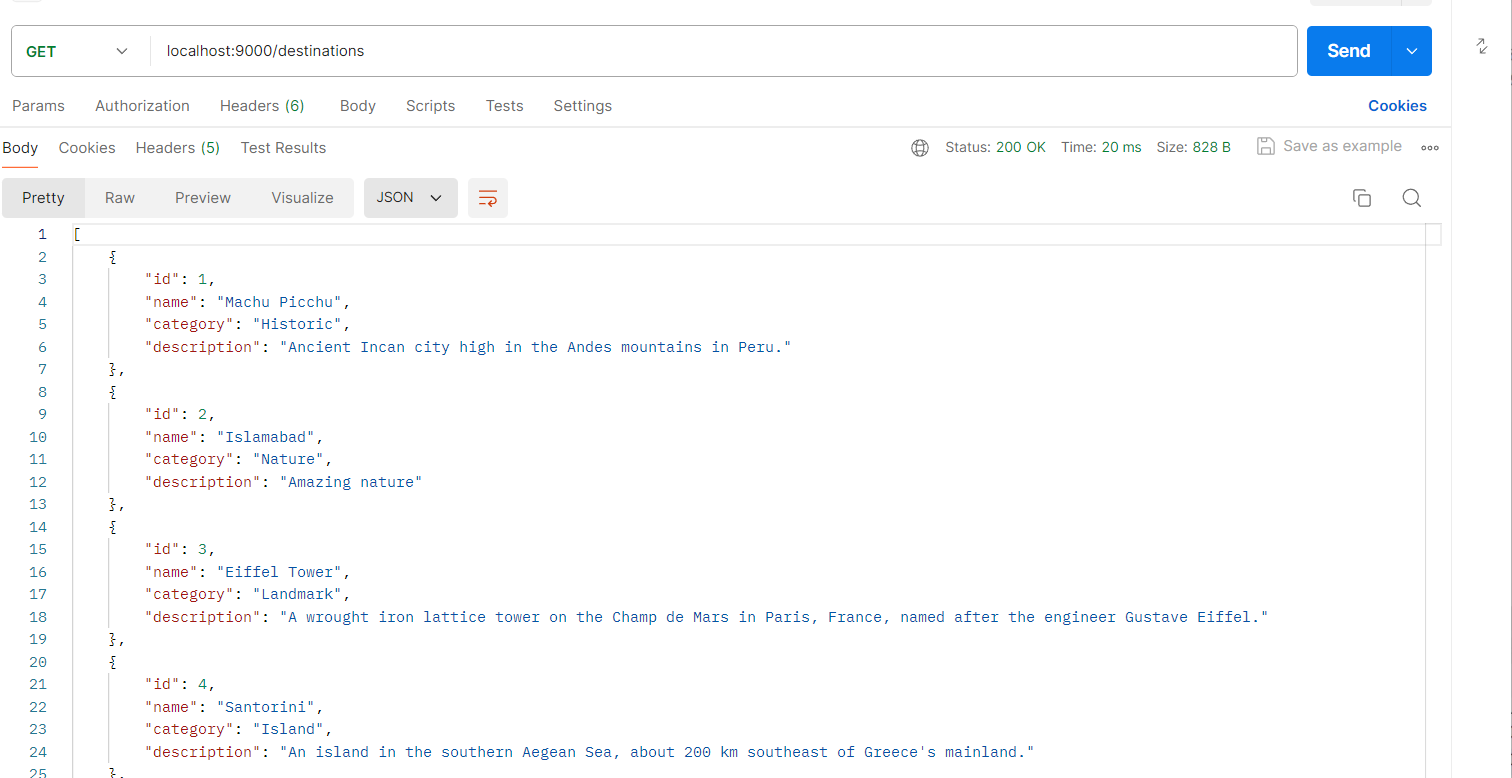 GET localhost:9000/destinations Send
Params Authorization Headers (6) Body Scripts Tests Settings Cookies
Body Cookies Headers (5) Test Results Status: 200 OK Time: 20 ms Size: 828 B Save as example
Pretty Raw Preview Visualize JSON
1 [
2 {
3 "id": 1,
4 "name": "Machu Picchu",
5 "category": "Historic",
6 "description": "Ancient Incan city high in the Andes mountains in Peru."
7 },
8 {
9 "id": 2,
10 "name": "Islamabad",
11 "category": "Nature",
12 "description": "Amazing nature"
13 },
14 {
15 "id": 3,
16 "name": "Eiffel Tower",
17 "category": "Landmark",
18 "description": "A wrought iron lattice tower on the Champ de Mars in Paris, France, named after the engineer Gustave Eiffel."
19 },
20 {
21 "id": 4,
22 "name": "Santorini",
23 "category": "Island",
24 "description": "An island in the southern Aegean Sea, about 200 km southeast of Greece's mainland."
25 },